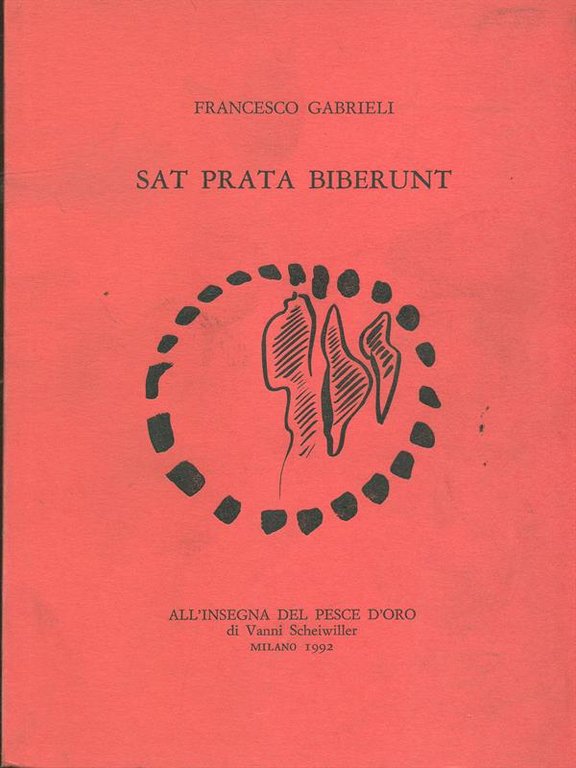 FRANCESCO GABRIELI
SAT PRATA BIBERUNT
ALL'INSEGNA DEL PESCE D'ORO
di Vanni Scheiwiller
MILANO 1992